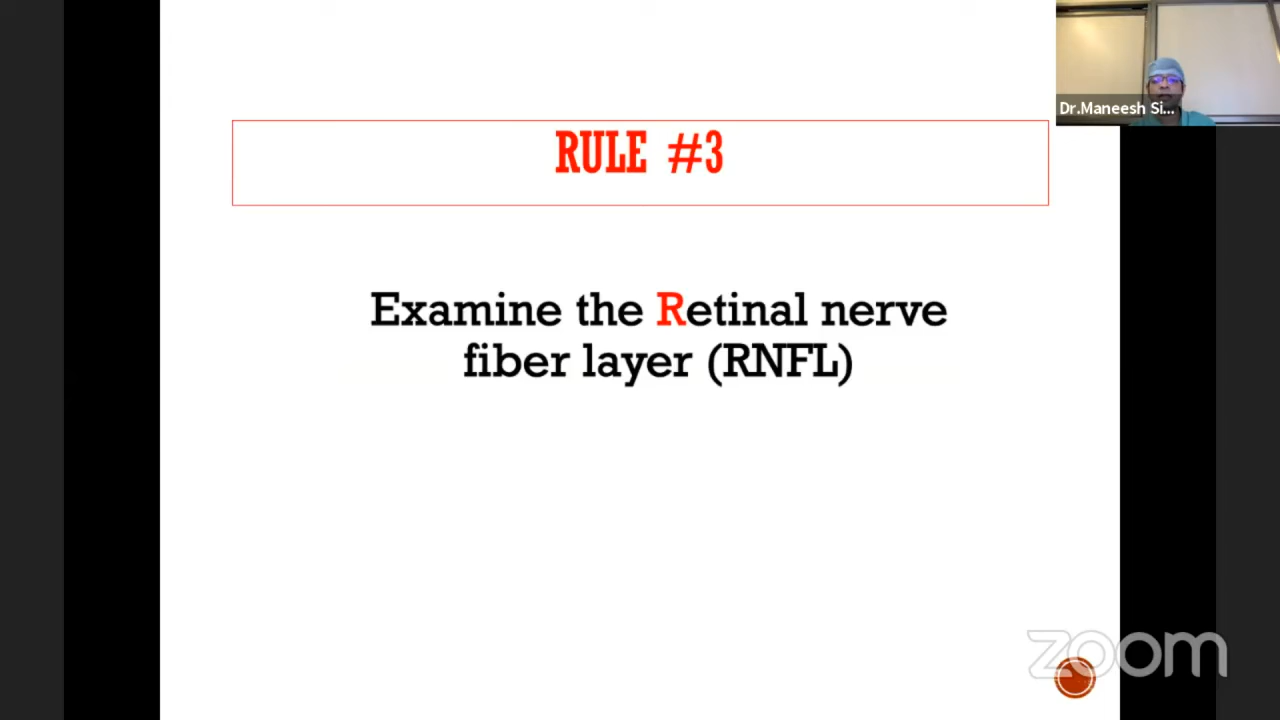 Dr.Maneesh Si...
RULE #3
Examine the Retinal nerve
fiber layer (RNFL)
zoom